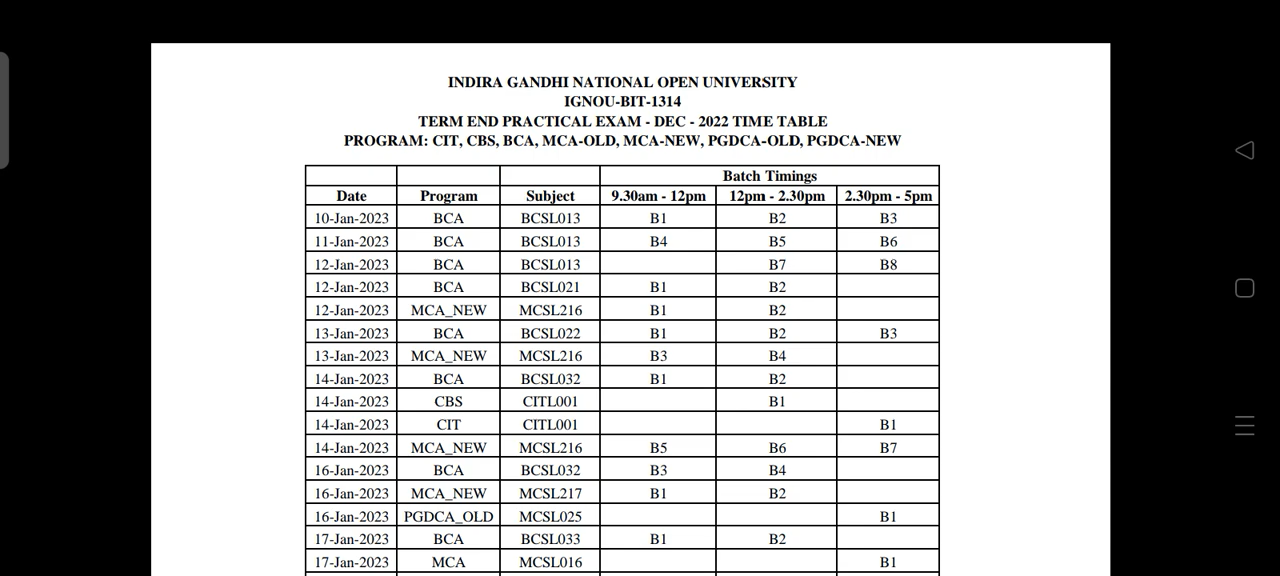 INDIRA GANDHI NATIONAL OPEN UNIVERSITY
IGNOU-BIT-1314
TERM END PRACTICAL EXAM - DEC - 2022 TIME TABLE
PROGRAM: CIT, CBS, BCA, MCA-OLD, MCA-NEW, PGDCA-OLD, PGDCA-NEW
Batch Timings
Date Program Subject 9.30am - 12pm 12pm - 2.30pm 2.30pm - 5pm
10-Jan-2023 BCA BCSL013 B1 B2 B3
11-Jan-2023 BCA BCSL013 B4 B5 B6
12-Jan-2023 BCA BCSL013 B7 B8
12-Jan-2023 BCA BCSL021 B1 B2
12-Jan-2023 MCA_NEW MCSL216 B1 B2
13-Jan-2023 BCA BCSL022 B1 B2 B3
13-Jan-2023 MCA_NEW MCSL216 B3 B4
14-Jan-2023 BCA BCSL032 B1 B2
14-Jan-2023 CBS CITL001 B1
14-Jan-2023 CIT CITL001 B1
14-Jan-2023 MCA_NEW MCSL216 B5 B6 B7
16-Jan-2023 BCA BCSL032 B3 B4
16-Jan-2023 MCA_NEW MCSL217 B1 B2
16-Jan-2023 PGDCA_OLD MCSL025 B1
17-Jan-2023 BCA BCSL033 B1 B2
17-Jan-2023 MCA MCSL016 B1